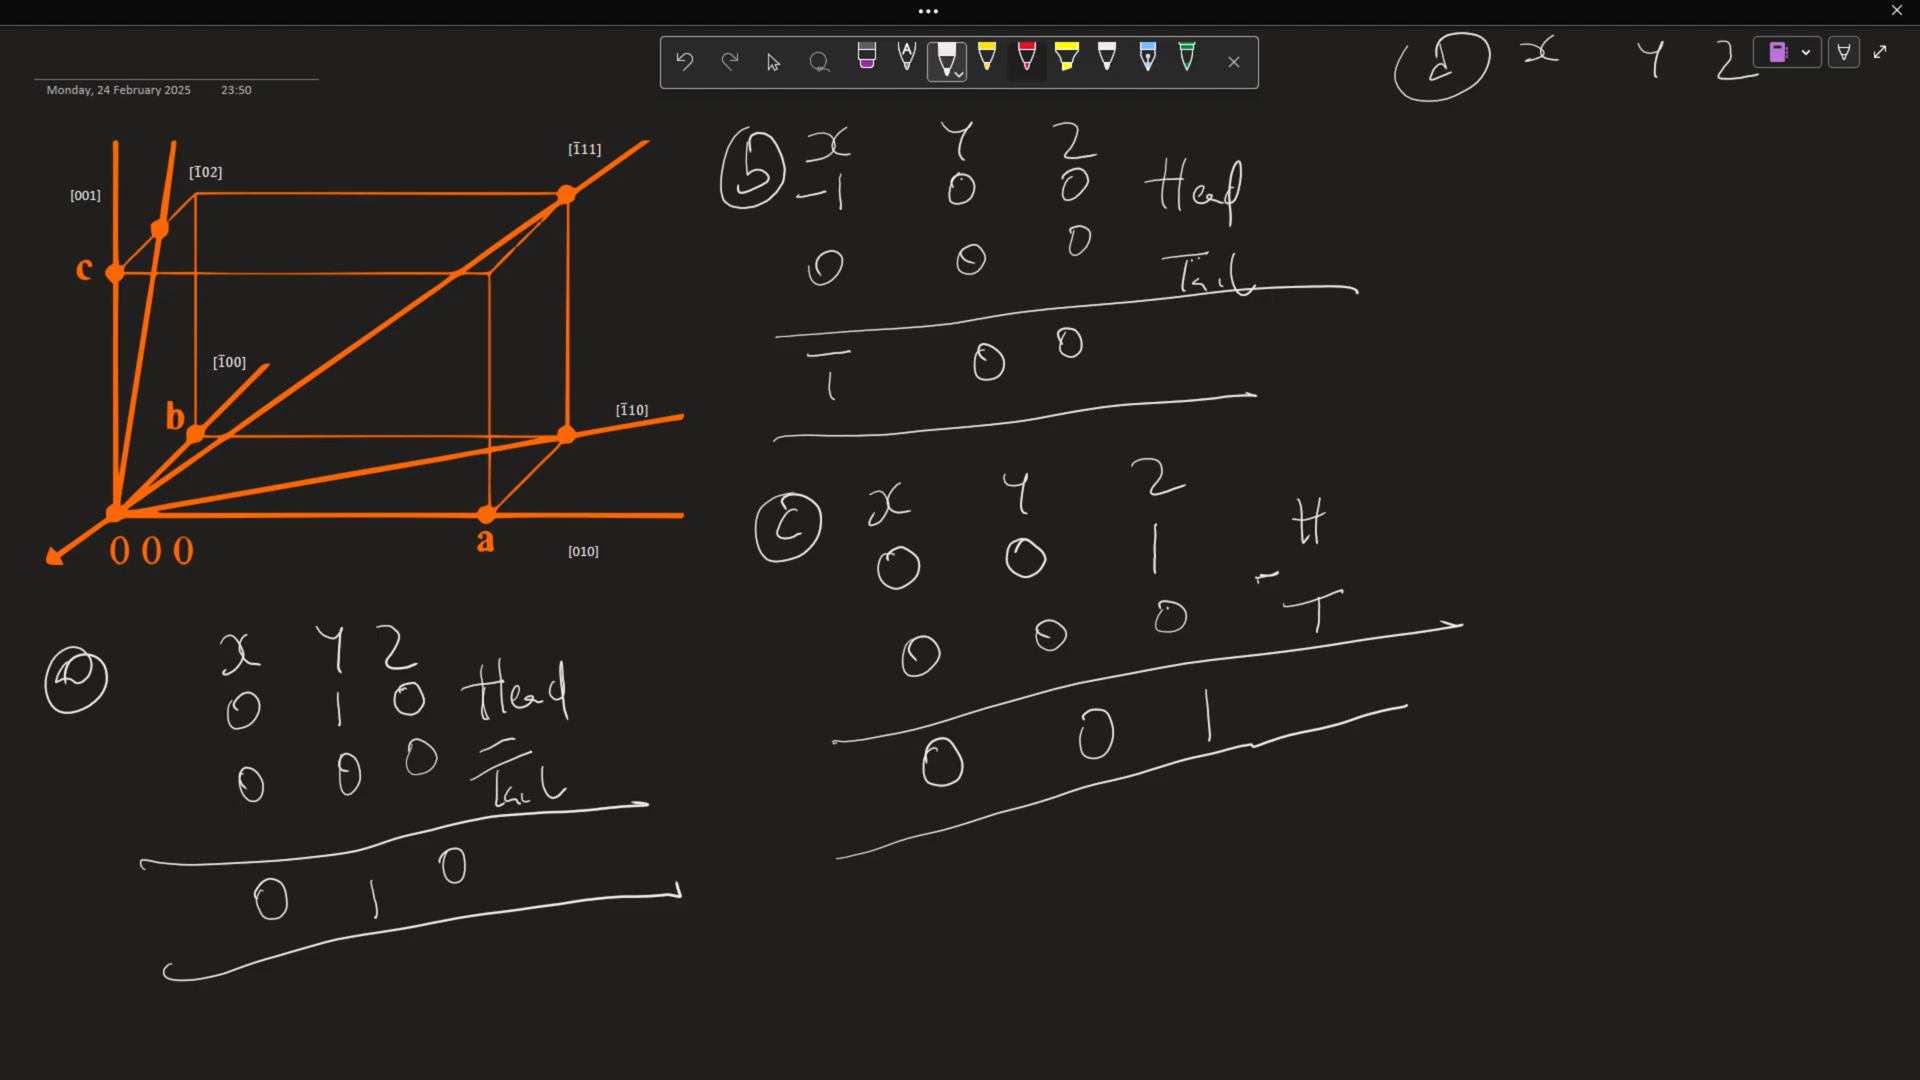 Monday, 24 February 2025 23:50
[1̅11]
[1̅02]
[001]
c
[1̅00]
b
[1̅10]
0 0 0
a
[010]
a
x y z
0 1 0 Head
0 0 0 Tail
0 1 0
b x y z
-1 0 0 Head
0 0 0 Tail
1̅ 0 0
c x y z
0 0 1 H
0 0 0 - T
0 0 1
d x y z